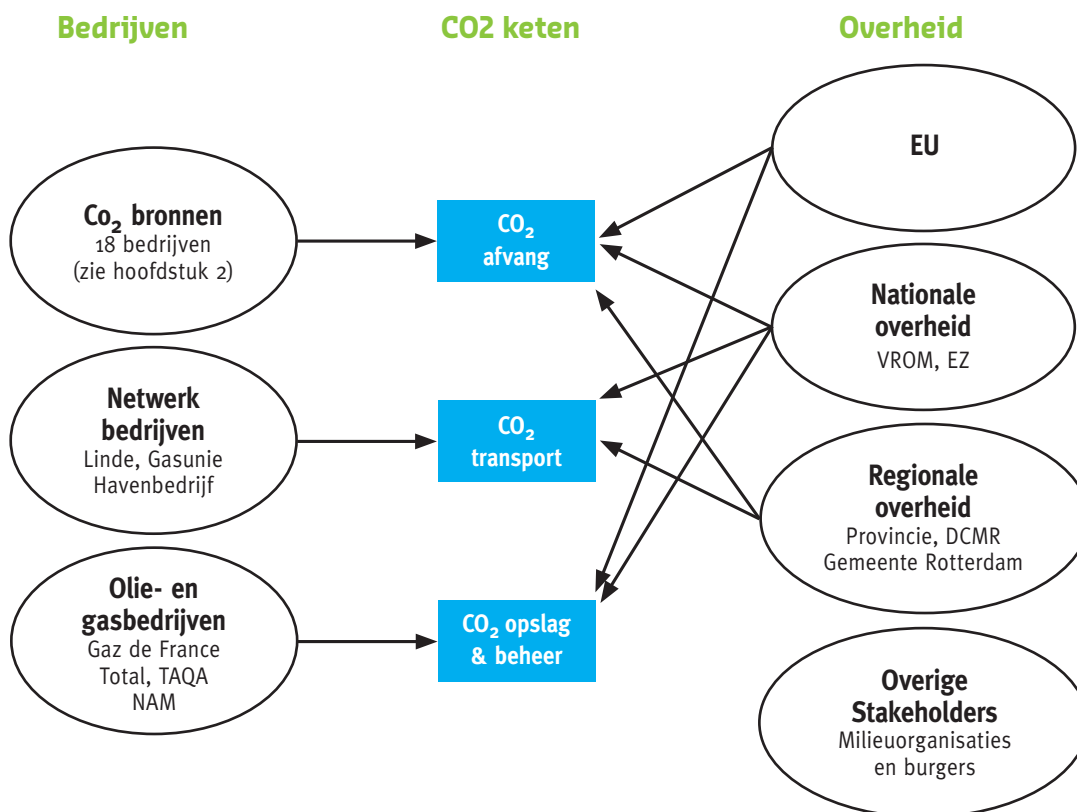 Bedrijven
CO2 keten
Overheid
Co₂ bronnen
18 bedrijven
(zie hoofdstuk 2)
Netwerk
bedrijven
Linde, Gasunie
Havenbedrijf
Olie- en
gasbedrijven
Gaz de France
Total, TAQA
NAM
CO₂
afvang
CO₂
transport
CO₂ opslag
& beheer
EU
Nationale
overheid
VROM, EZ
Regionale
overheid
Provincie, DCMR
Gemeente Rotterdam
Overige
Stakeholders
Milieuorganisaties
en burgers